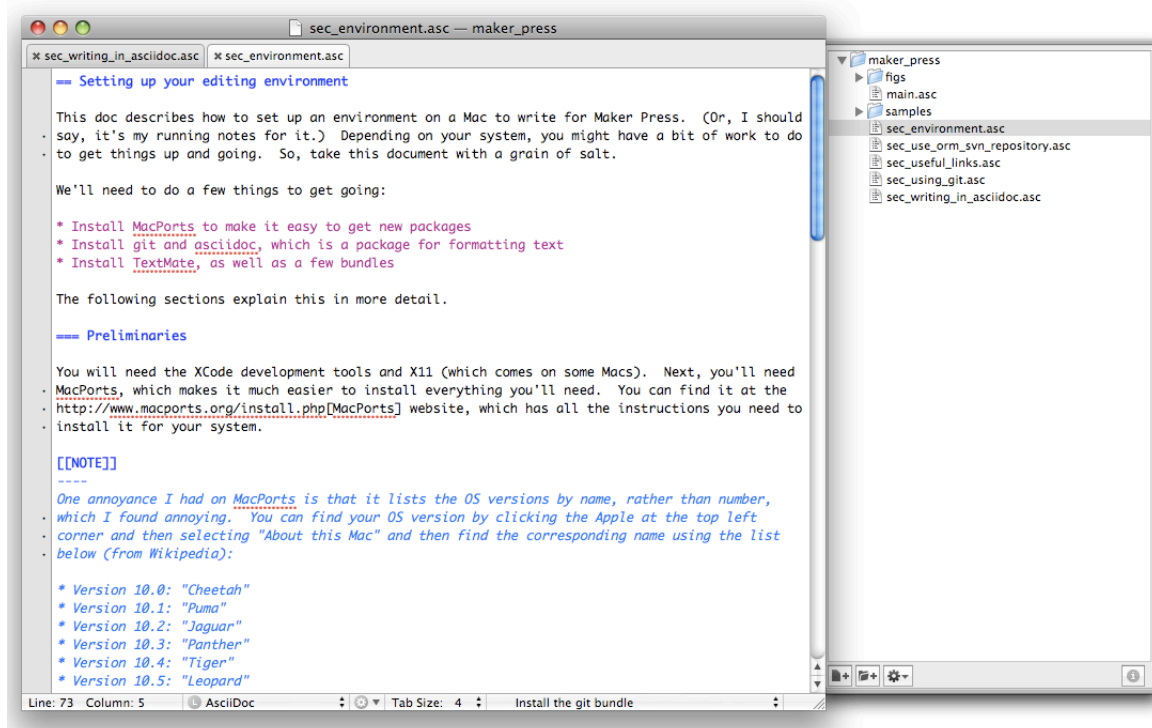 sec_environment.asc — maker_press
sec_writing_in_asciidoc.asc
sec_environment.asc
== Setting up your editing environment
This doc describes how to set up an environment on a Mac to write for Maker Press.  (Or, I should
say, it's my running notes for it.)  Depending on your system, you might have a bit of work to do
to get things up and going.  So, take this document with a grain of salt.
We'll need to do a few things to get going:
* Install MacPorts to make it easy to get new packages
* Install git and asciidoc, which is a package for formatting text
* Install TextMate, as well as a few bundles
The following sections explain this in more detail.
=== Preliminaries
You will need the XCode development tools and X11 (which comes on some Macs).  Next, you'll need
MacPorts, which makes it much easier to install everything you'll need.  You can find it at the
http://www.macports.org/install.php[MacPorts] website, which has all the instructions you need to
install it for your system.
[[NOTE]]
----
One annoyance I had on MacPorts is that it lists the OS versions by name, rather than number,
which I found annoying.  You can find your OS version by clicking the Apple at the top left
corner and then selecting "About this Mac" and then find the corresponding name using the list
below (from Wikipedia):
* Version 10.0: "Cheetah"
* Version 10.1: "Puma"
* Version 10.2: "Jaguar"
* Version 10.3: "Panther"
* Version 10.4: "Tiger"
* Version 10.5: "Leopard"
Line: 73 Column: 5 L AsciiDoc Tab Size: 4 Install the git bundle
maker_press
figs
main.asc
samples
sec_environment.asc
sec_use_orm_svn_repository.asc
sec_useful_links.asc
sec_using_git.asc
sec_writing_in_asciidoc.asc